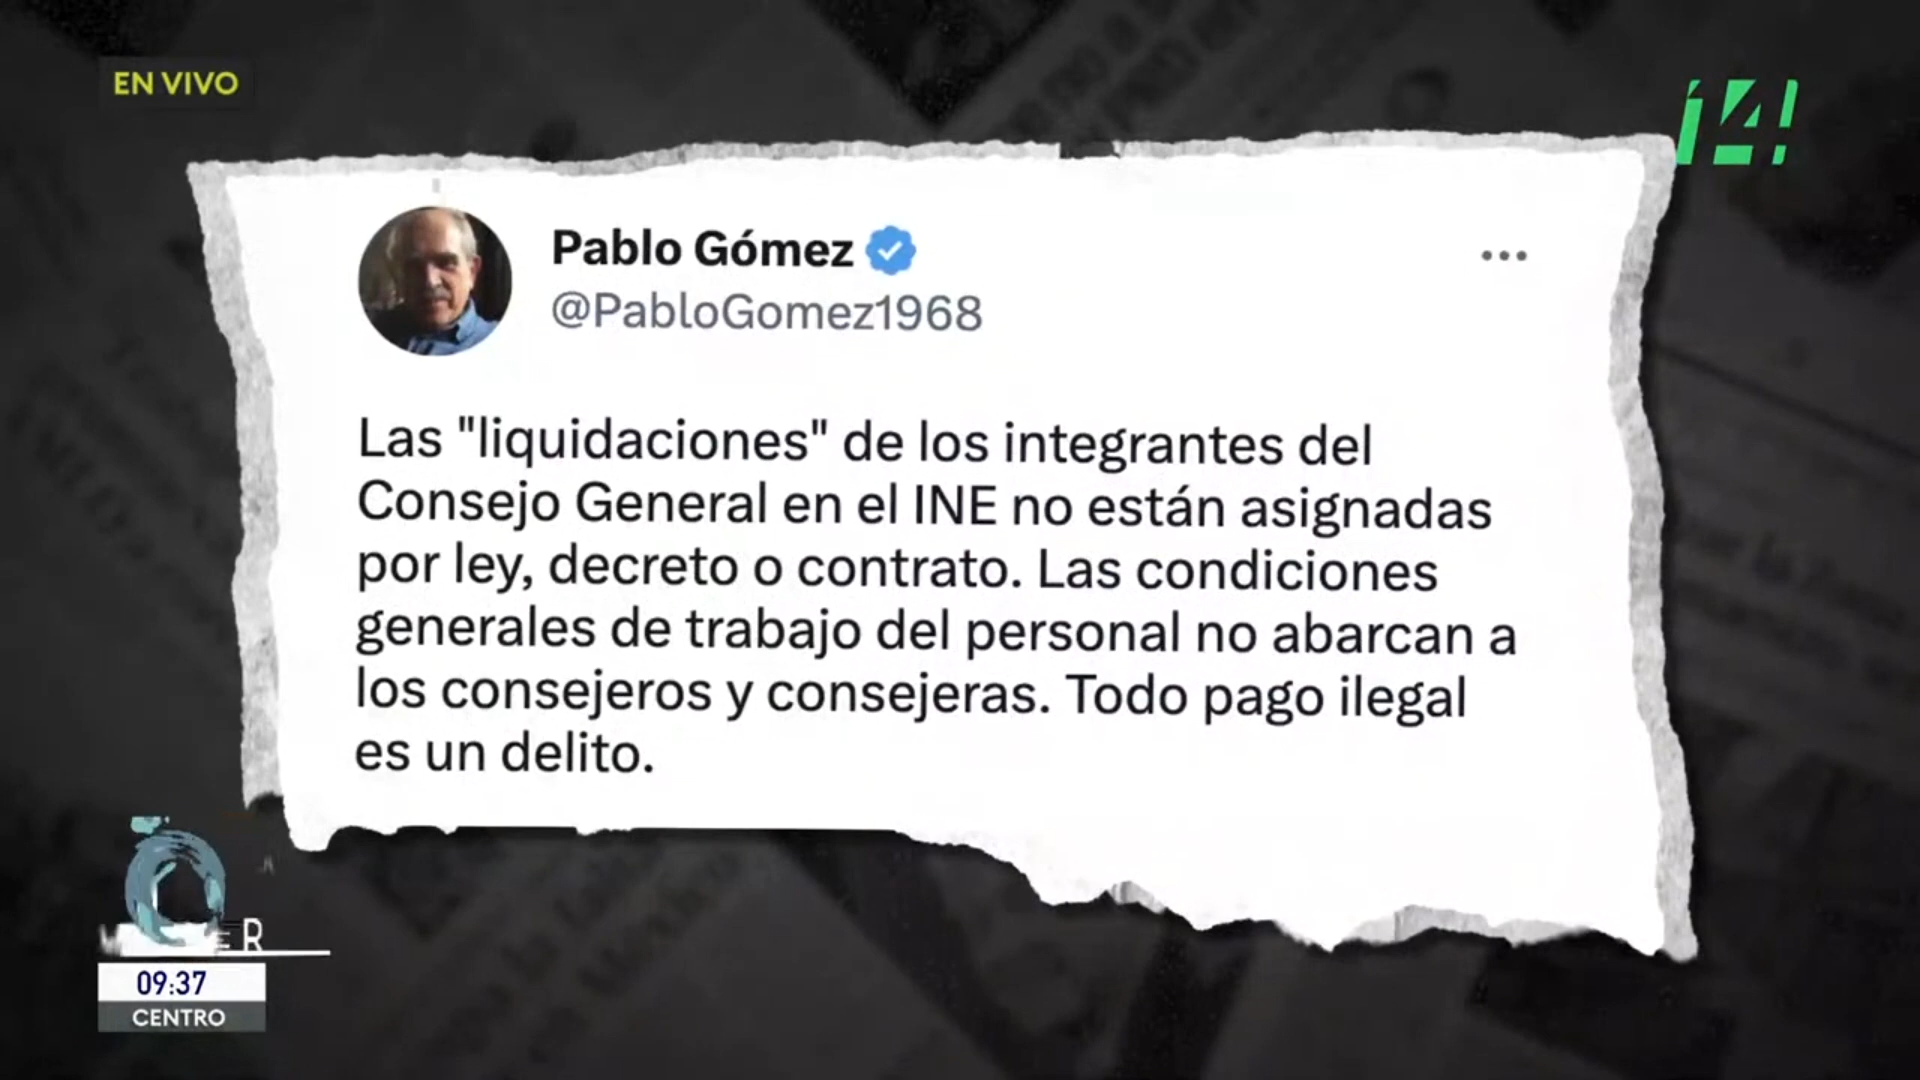 EN VIVO
14!
Pablo Gómez
@PabloGomez1968
Las "liquidaciones" de los integrantes del
Consejo General en el INE no están asignadas
por ley, decreto o contrato. Las condiciones
generales de trabajo del personal no abarcan a
los consejeros y consejeras. Todo pago ilegal
es un delito.
09:37
CENTRO